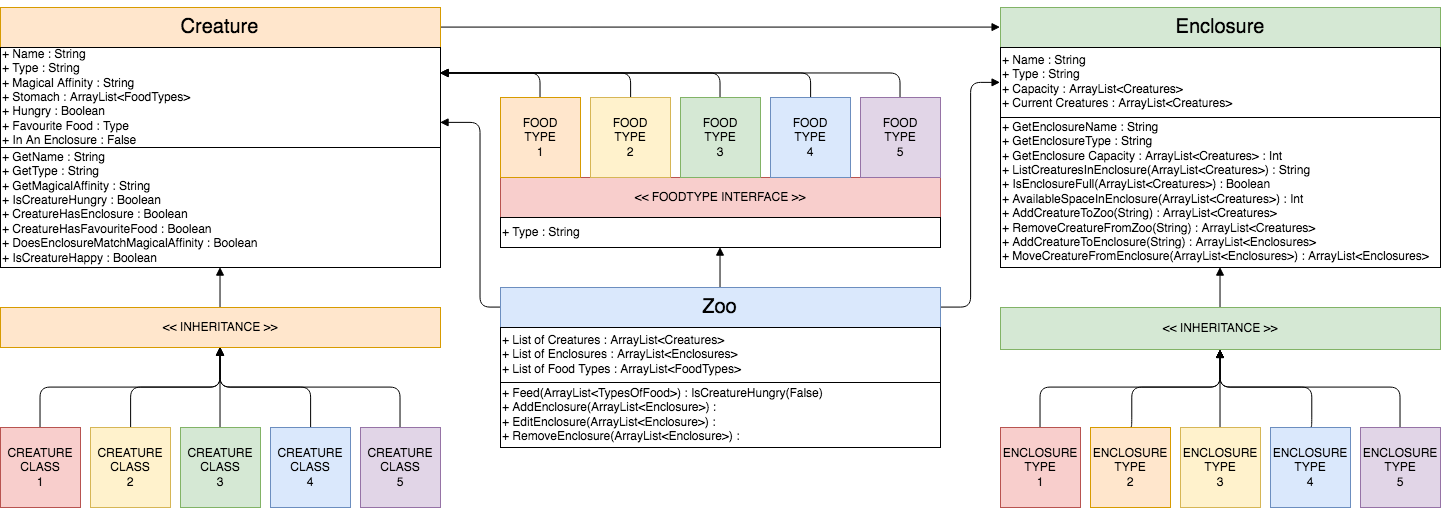 Creature
+ Name : String
+ Type : String
+ Magical Affinity : String
+ Stomach : ArrayList<FoodTypes>
+ Hungry : Boolean
+ Favourite Food : Type
+ In An Enclosure : False
+ GetName : String
+ GetType : String
+ GetMagicalAffinity : String
+ IsCreatureHungry : Boolean
+ CreatureHasEnclosure : Boolean
+ CreatureHasFavouriteFood : Boolean
+ DoesEnclosureMatchMagicalAffinity : Boolean
+ IsCreatureHappy : Boolean
<< INHERITANCE >>
CREATURE
CLASS
1
CREATURE
CLASS
2
CREATURE
CLASS
3
CREATURE
CLASS
4
CREATURE
CLASS
5
FOOD
TYPE
1
FOOD
TYPE
2
FOOD
TYPE
3
FOOD
TYPE
4
FOOD
TYPE
5
<< FOODTYPE INTERFACE >>
+ Type : String
Zoo
+ List of Creatures : ArrayList<Creatures>
+ List of Enclosures : ArrayList<Enclosures>
+ List of Food Types : ArrayList<FoodTypes>
+ Feed(ArrayList<TypesOfFood>) : IsCreatureHungry(False)
+ AddEnclosure(ArrayList<Enclosure>) :
+ EditEnclosure(ArrayList<Enclosure>) :
+ RemoveEnclosure(ArrayList<Enclosure>) :
Enclosure
+ Name : String
+ Type : String
+ Capacity : ArrayList<Creatures>
+ Current Creatures : ArrayList<Creatures>
+ GetEnclosureName : String
+ GetEnclosureType : String
+ GetEnclosure Capacity : ArrayList<Creatures> : Int
+ ListCreaturesInEnclosure(ArrayList<Creatures>) : String
+ IsEnclosureFull(ArrayList<Creatures>) : Boolean
+ AvailableSpaceInEnclosure(ArrayList<Creatures>) : Int
+ AddCreatureToZoo(String) : ArrayList<Creatures>
+ RemoveCreatureFromZoo(String) : ArrayList<Creatures>
+ AddCreatureToEnclosure(String) : ArrayList<Enclosures>
+ MoveCreatureFromEnclosure(ArrayList<Enclosures>) : ArrayList<Enclosures>
<< INHERITANCE >>
ENCLOSURE
TYPE
1
ENCLOSURE
TYPE
2
ENCLOSURE
TYPE
3
ENCLOSURE
TYPE
4
ENCLOSURE
TYPE
5